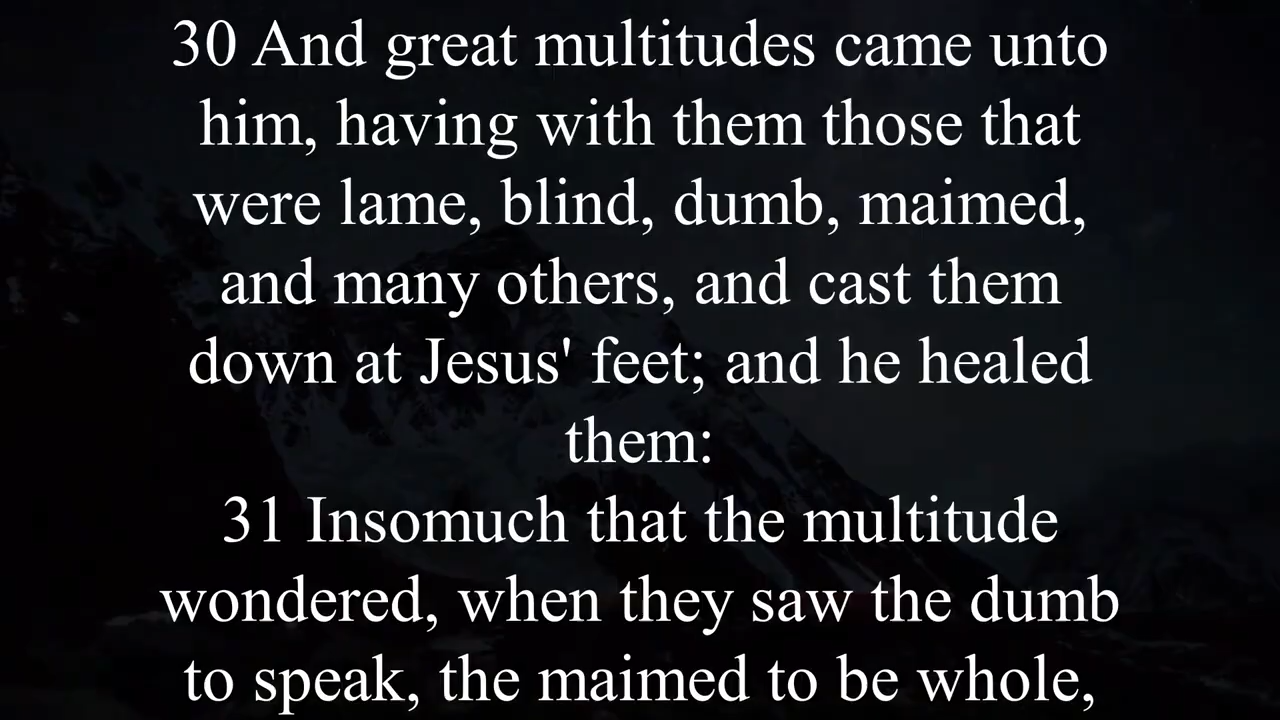 30 And great multitudes came unto
him, having with them those that
were lame, blind, dumb, maimed,
and many others, and cast them
down at Jesus' feet; and he healed
them:
31 Insomuch that the multitude
wondered, when they saw the dumb
to speak, the maimed to be whole,